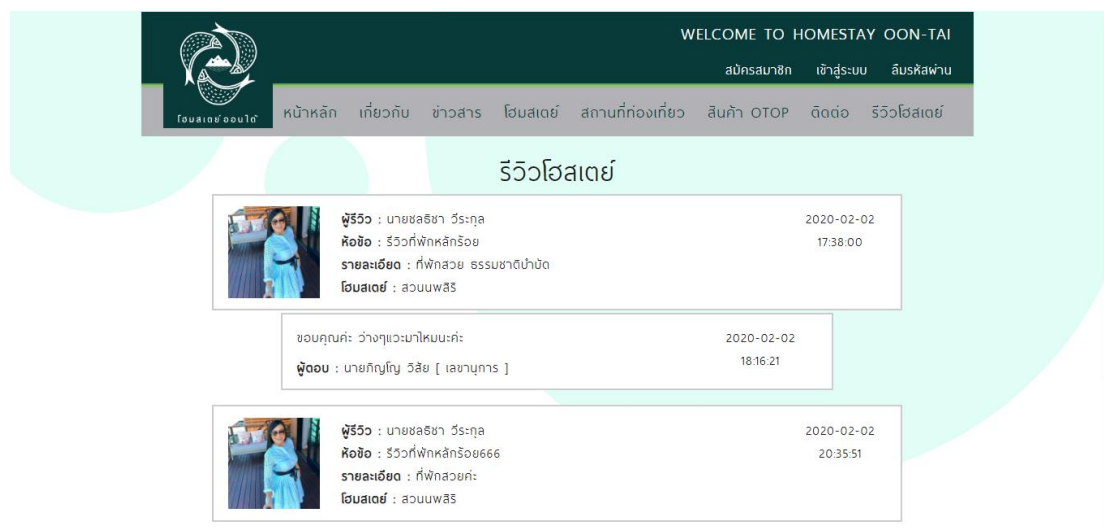 WELCOME TO HOMESTAY OON-TAI
สมัครสมาชิก เข้าสู่ระบบ ลืมรหัสผ่าน
โฮมสเตย์ออนใต้
หน้าหลัก เกี่ยวกับ ข่าวสาร โฮมสเตย์ สถานที่ท่องเที่ยว สินค้า OTOP ติดต่อ รีวิวโฮสเตย์
รีวิวโฮสเตย์
ผู้รีวิว : นายชลธิชา วีระกุล 2020-02-02
ห้อข้อ : รีวิวที่พักหลักร้อย 17:38:00
รายละเอียด : ที่พักสวย ธรรมชาติบำบัด
โฮมสเตย์ : สวนนพสิริ
ขอบคุณค่ะ ว่างๆแวะมาใหมนะค่ะ 2020-02-02
ผู้ตอบ : นายภิญโญ วิสัย [ เลขานุการ ] 18:16:21
ผู้รีวิว : นายชลธิชา วีระกุล 2020-02-02
ห้อข้อ : รีวิวที่พักหลักร้อย666 20:35:51
รายละเอียด : ที่พักสวยค่ะ
โฮมสเตย์ : สวนนพสิริ